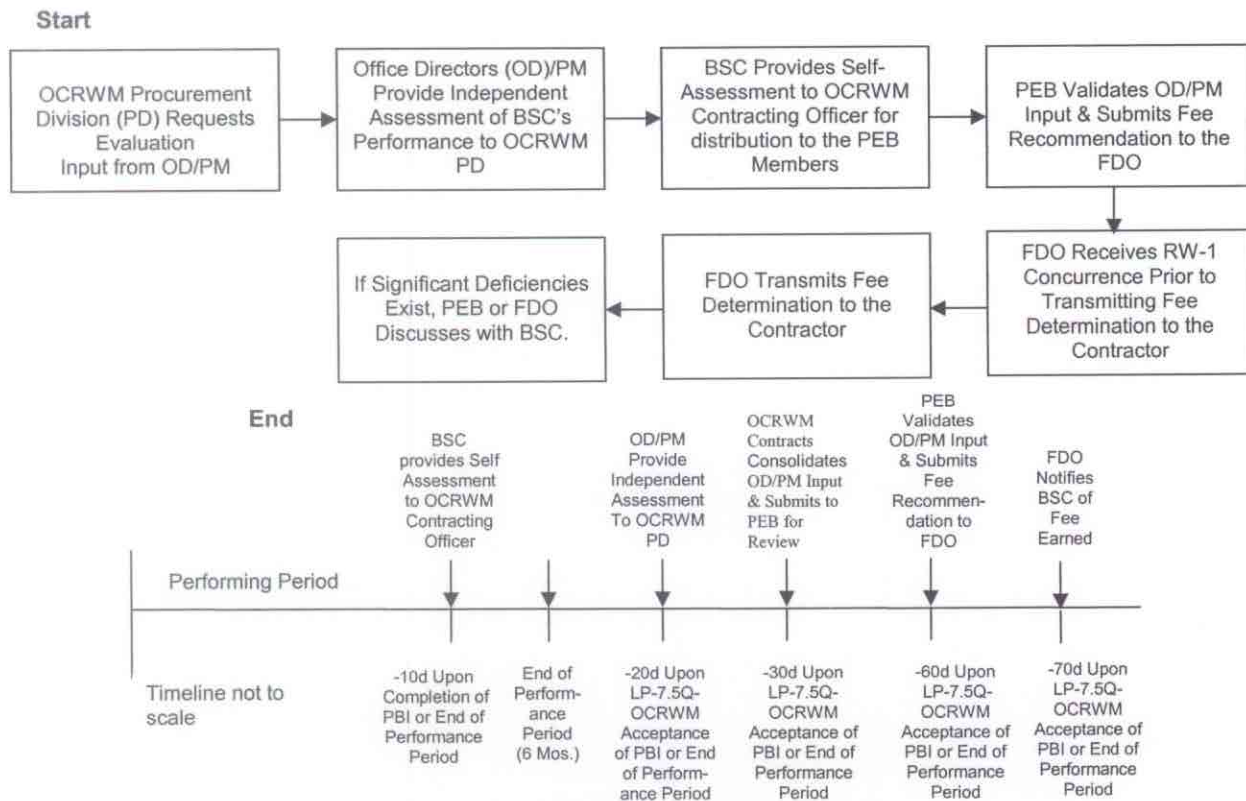 Start
OCRWM Procurement
Division (PD) Requests
Evaluation
Input from OD/PM
Office Directors (OD)/PM
Provide Independent
Assessment of BSC's
Performance to OCRWM
PD
BSC Provides Self-
Assessment to OCRWM
Contracting Officer for
distribution to the PEB
Members
PEB Validates OD/PM
Input & Submits Fee
Recommendation to the
FDO
If Significant Deficiencies
Exist, PEB or FDO
Discusses with BSC.
FDO Transmits Fee
Determination to the
Contractor
FDO Receives RW-1
Concurrence Prior to
Transmitting Fee
Determination to the
Contractor
End
BSC
provides Self
Assessment
to OCRWM
Contracting
Officer
OD/PM
Provide
Independent
Assessment
To OCRWM
PD
OCRWM
Contracts
Consolidates
OD/PM Input
& Submits to
PEB for
Review
PEB
Validates
OD/PM Input
& Submits
Fee
Recommen-
dation to
FDO
FDO
Notifies
BSC of
Fee
Earned
Performing Period
Timeline not to
scale
-10d Upon
Completion of
PBI or End of
Performance
Period
End of
Perform-
ance
Period
(6 Mos.)
-20d Upon
LP-7.5Q-
OCRWM
Acceptance
of PBI or End
of Perform-
ance Period
-30d Upon
LP-7.5Q-
OCRWM
Acceptance of
PBI or End of
Performance
Period
-60d Upon
LP-7.5Q-
OCRWM
Acceptance of
PBI or End of
Performance
Period
-70d Upon
LP-7.5Q-
OCRWM
Acceptance of
PBI or End of
Performance
Period